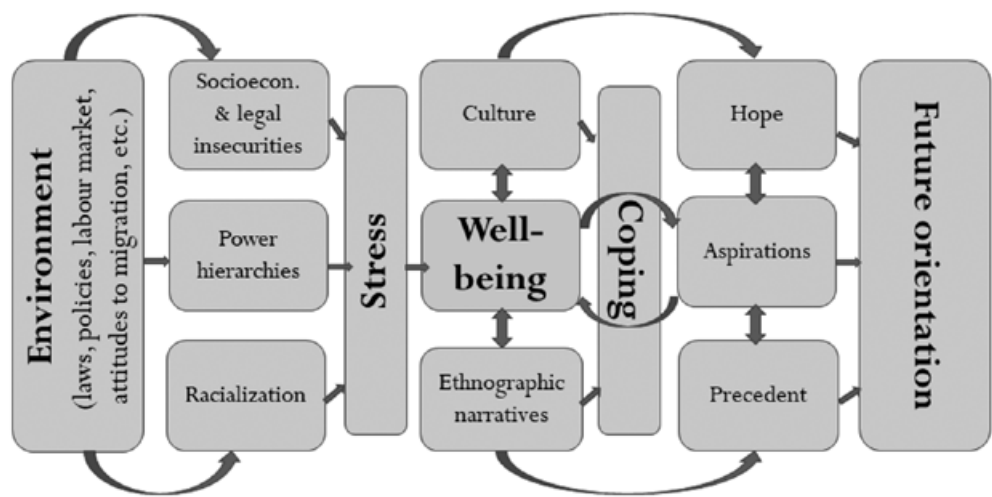 Environment
(laws, policies, labour market,
attitudes to migration, etc.)
Socioecon.
& legal
insecurities
Power
hierarchies
Racialization
Stress
Culture
Well-
being
Ethnographic
narratives
Coping
Hope
Aspirations
Precedent
Future orientation